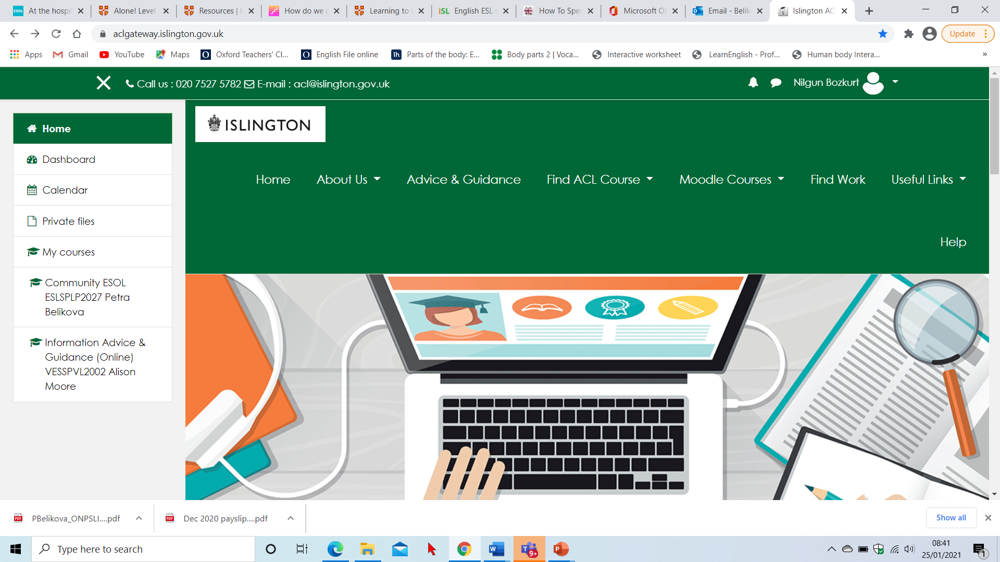 At the hospit
Alone! Level
Resources | F
How do we g
Learning to l
English ESL s
How To Spea
Microsoft Of
Email - Belik
Islington AC
aclgateway.islington.gov.uk
Update
Apps
Gmail
YouTube
Maps
Oxford Teachers' Cl...
English File online
Parts of the body: E...
Body parts 2 | Voca...
Interactive worksheet
LearnEnglish - Prof...
Human body Intera...
»
Call us : 020 7527 5782 E-mail : acl@islington.gov.uk
Nilgun Bozkurt
ISLINGTON
Home
Dashboard
Calendar
Private files
My courses
Community ESOL
ESLSPLP2027 Petra
Belikova
Information Advice &
Guidance (Online)
VESSPVL2002 Alison
Moore
Home About Us Advice & Guidance Find ACL Course Moodle Courses Find Work Useful Links
Help
PBelikova_ONPSLI....pdf
Dec 2020 payslip....pdf
Show all
Type here to search
9+
08:41
25/01/2021
1